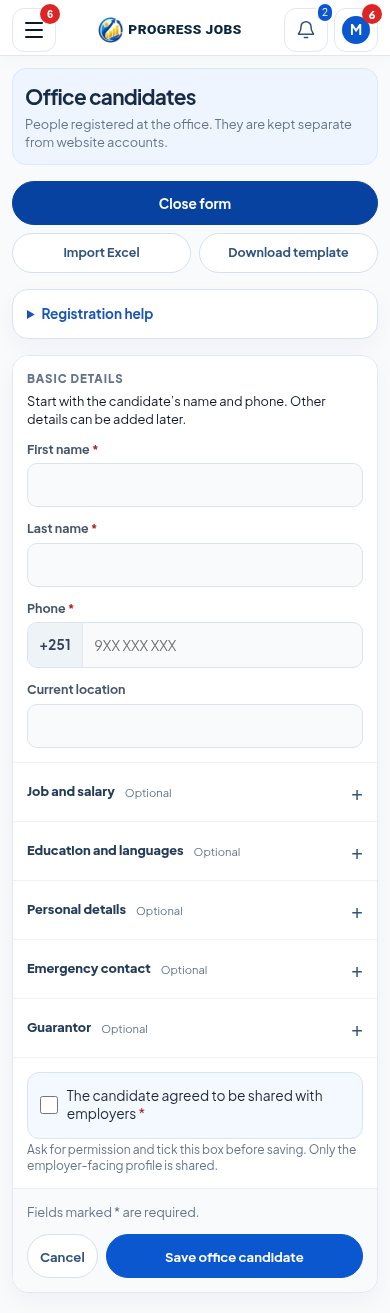 6
PROGRESS JOBS
2
M
6
Office candidates
People registered at the office. They are kept separate
from website accounts.
Close form
Import Excel
Download template
Registration help
BASIC DETAILS
Start with the candidate's name and phone. Other
details can be added later.
First name *
Last name *
Phone *
+251
9XX XXX XXX
Current location
Job and salary Optional +
Education and languages Optional +
Personal details Optional +
Emergency contact Optional +
Guarantor Optional +
The candidate agreed to be shared with
employers *
Ask for permission and tick this box before saving. Only the
employer-facing profile is shared.
Fields marked * are required.
Cancel
Save office candidate